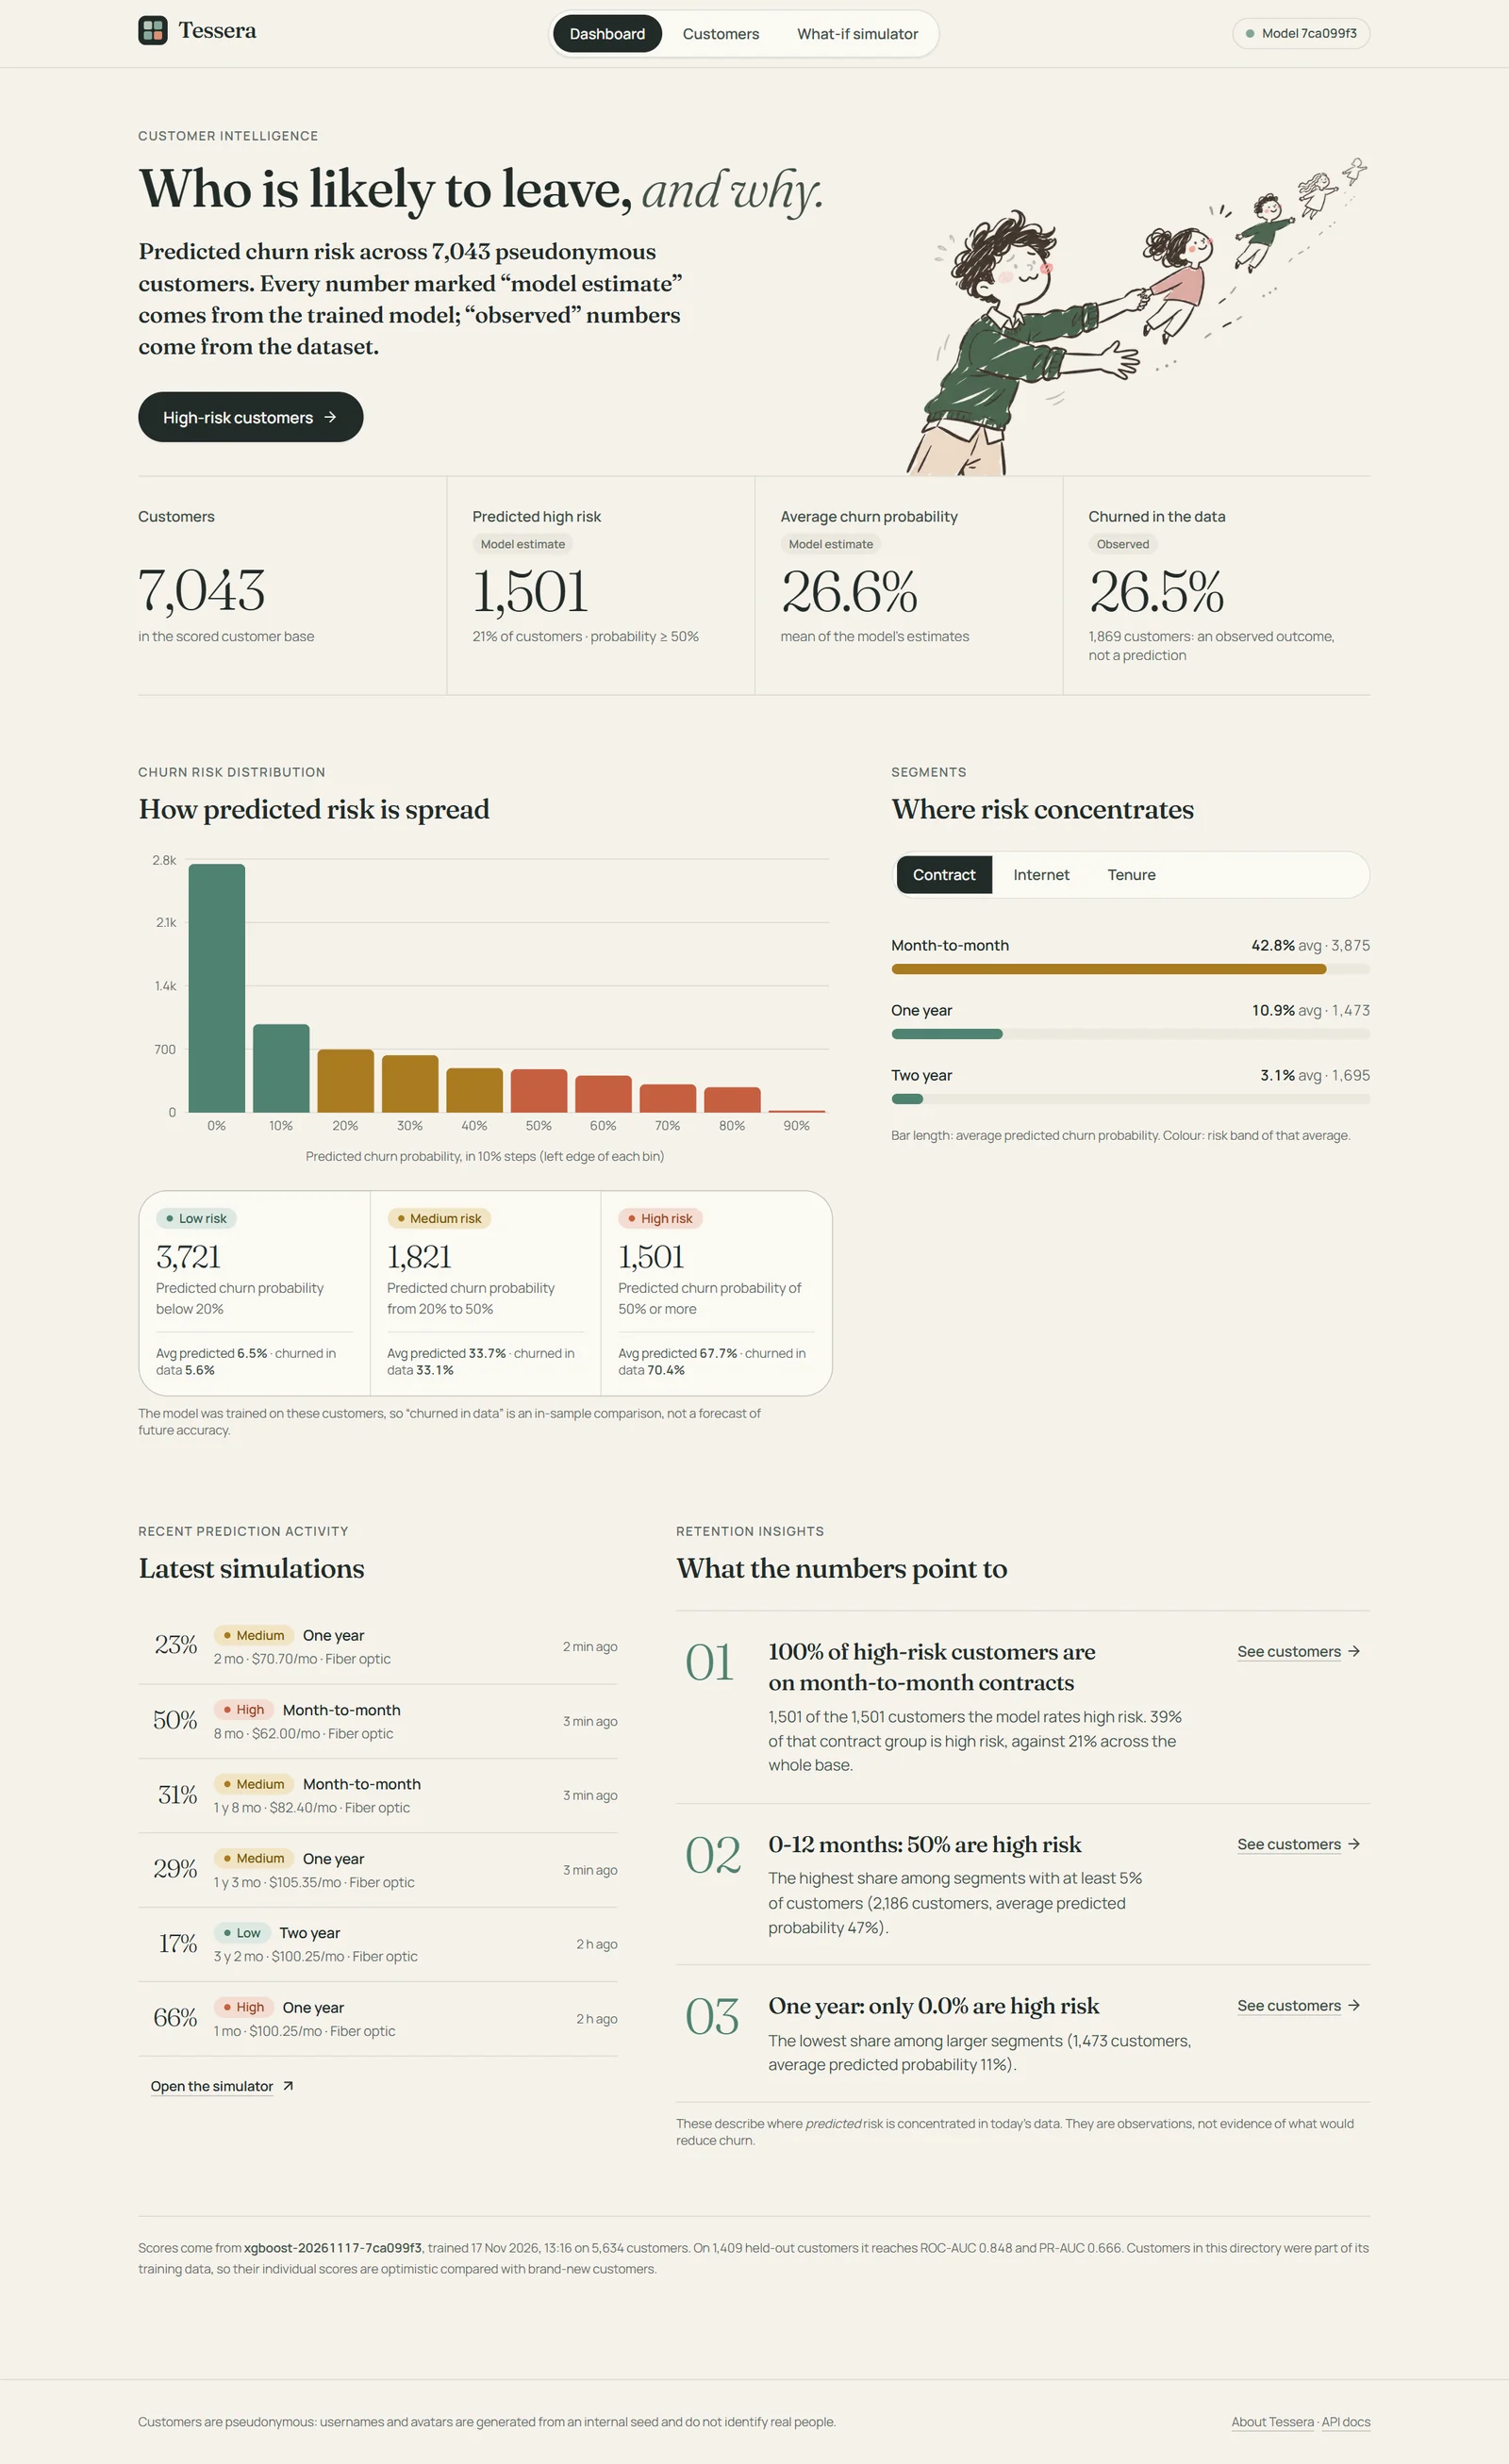 Tessera
Dashboard
Customers
What-if simulator
Model 7ca099f3
CUSTOMER INTELLIGENCE
Who is likely to leave, and why.
Predicted churn risk across 7,043 pseudonymous
customers. Every number marked “model estimate”
comes from the trained model; “observed” numbers
come from the dataset.
High-risk customers →
Customers
7,043
in the scored customer base
Predicted high risk
Model estimate
1,501
21% of customers · probability ≥ 50%
Average churn probability
Model estimate
26.6%
mean of the model's estimates
Churned in the data
Observed
26.5%
1,869 customers: an observed outcome,
not a prediction
CHURN RISK DISTRIBUTION
How predicted risk is spread
2.8k
2.1k
1.4k
700
0
0% 10% 20% 30% 40% 50% 60% 70% 80% 90%
Predicted churn probability, in 10% steps (left edge of each bin)
Low risk
3,721
Predicted churn probability
below 20%
Avg predicted 6.5% · churned in
data 5.6%
Medium risk
1,821
Predicted churn probability
from 20% to 50%
Avg predicted 33.7% · churned in
data 33.1%
High risk
1,501
Predicted churn probability of
50% or more
Avg predicted 67.7% · churned in
data 70.4%
The model was trained on these customers, so “churned in data” is an in-sample comparison, not a forecast of
future accuracy.
SEGMENTS
Where risk concentrates
Contract
Internet
Tenure
Month-to-month 42.8% avg · 3,875
One year 10.9% avg · 1,473
Two year 3.1% avg · 1,695
Bar length: average predicted churn probability. Colour: risk band of that average.
RECENT PREDICTION ACTIVITY
Latest simulations
23% Medium One year 2 min ago
2 mo · $70.70/mo · Fiber optic
50% High Month-to-month 3 min ago
8 mo · $62.00/mo · Fiber optic
31% Medium Month-to-month 3 min ago
1 y 8 mo · $82.40/mo · Fiber optic
29% Medium One year 3 min ago
1 y 3 mo · $105.35/mo · Fiber optic
17% Low Two year 2 h ago
3 y 2 mo · $100.25/mo · Fiber optic
66% High One year 2 h ago
1 mo · $100.25/mo · Fiber optic
Open the simulator ↗
RETENTION INSIGHTS
What the numbers point to
01
100% of high-risk customers are
on month-to-month contracts
1,501 of the 1,501 customers the model rates high risk. 39%
of that contract group is high risk, against 21% across the
whole base.
See customers →
02
0-12 months: 50% are high risk
The highest share among segments with at least 5%
of customers (2,186 customers, average predicted
probability 47%).
See customers →
03
One year: only 0.0% are high risk
The lowest share among larger segments (1,473 customers,
average predicted probability 11%).
See customers →
These describe where predicted risk is concentrated in today's data. They are observations, not evidence of what would
reduce churn.
Scores come from xgboost-20261117-7ca099f3, trained 17 Nov 2026, 13:16 on 5,634 customers. On 1,409 held-out customers it reaches ROC-AUC 0.848 and PR-AUC 0.666. Customers in this directory were part of its
training data, so their individual scores are optimistic compared with brand-new customers.
Customers are pseudonymous: usernames and avatars are generated from an internal seed and do not identify real people.
About Tessera · API docs